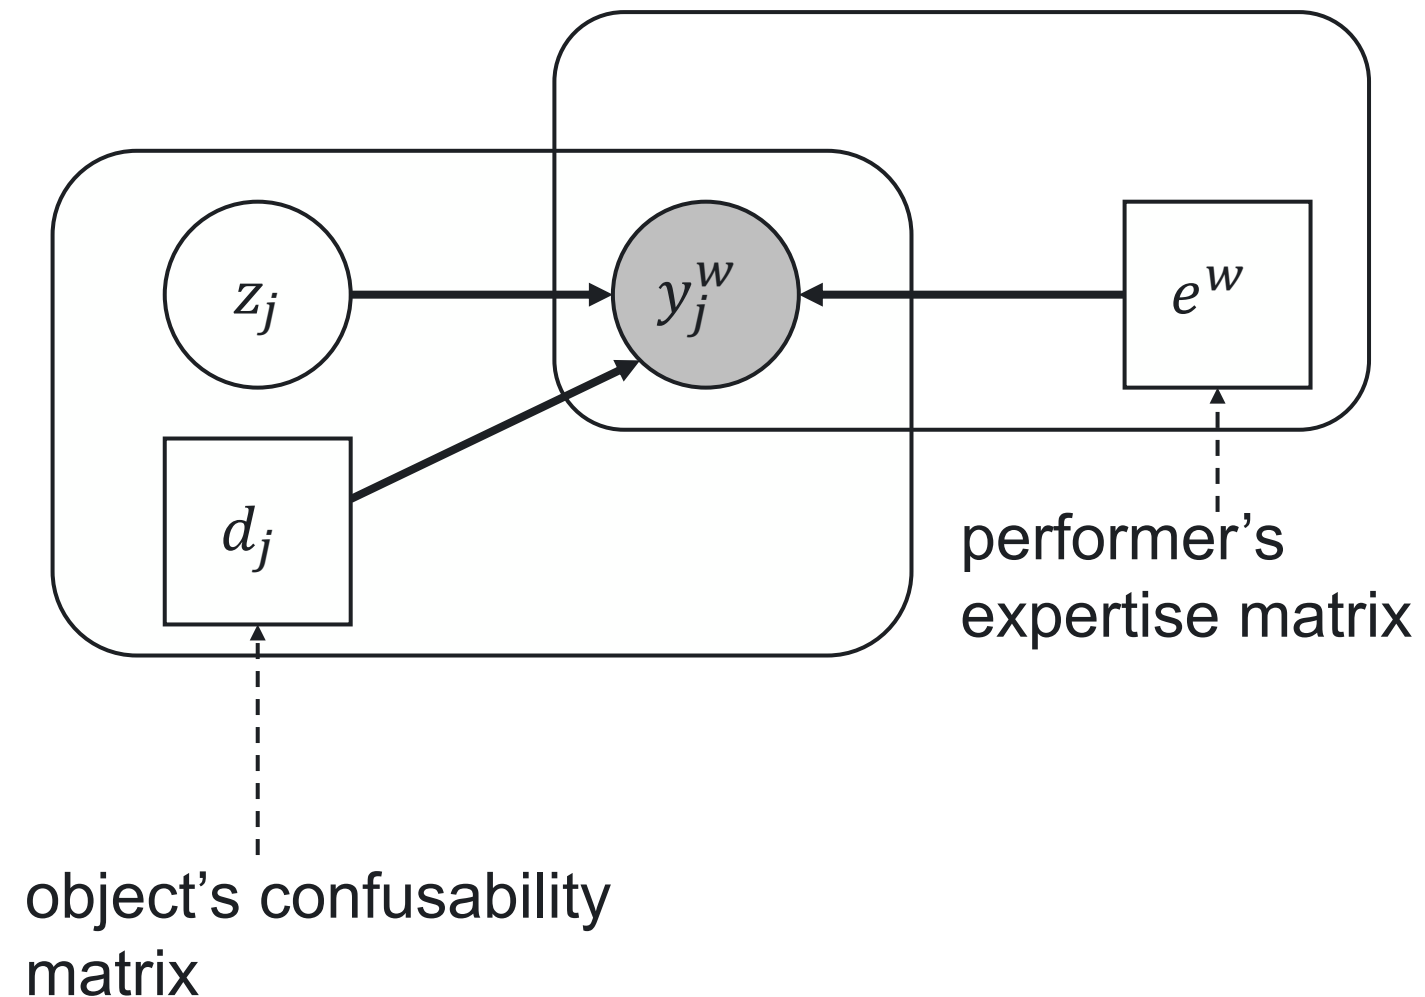 z_j
y_j^w
e^w
d_j
performer’s
expertise matrix
object’s confusability
matrix